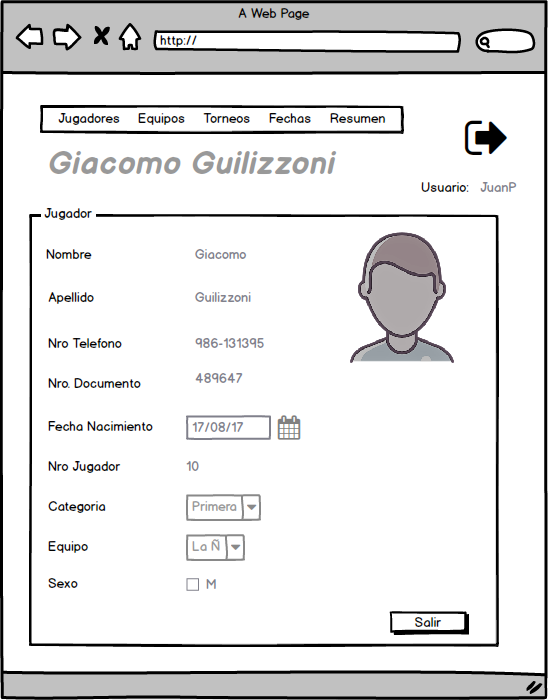 A Web Page
http://
Jugadores Equipos Torneos Fechas Resumen
Giacomo Guilizzoni
Usuario: JuanP
Jugador
Nombre Giacomo
Apellido Guilizzoni
Nro Telefono 986-131395
Nro. Documento 489647
Fecha Nacimiento 17/08/17
Nro Jugador 10
Categoria Primera
Equipo La Ñ
Sexo M
Salir